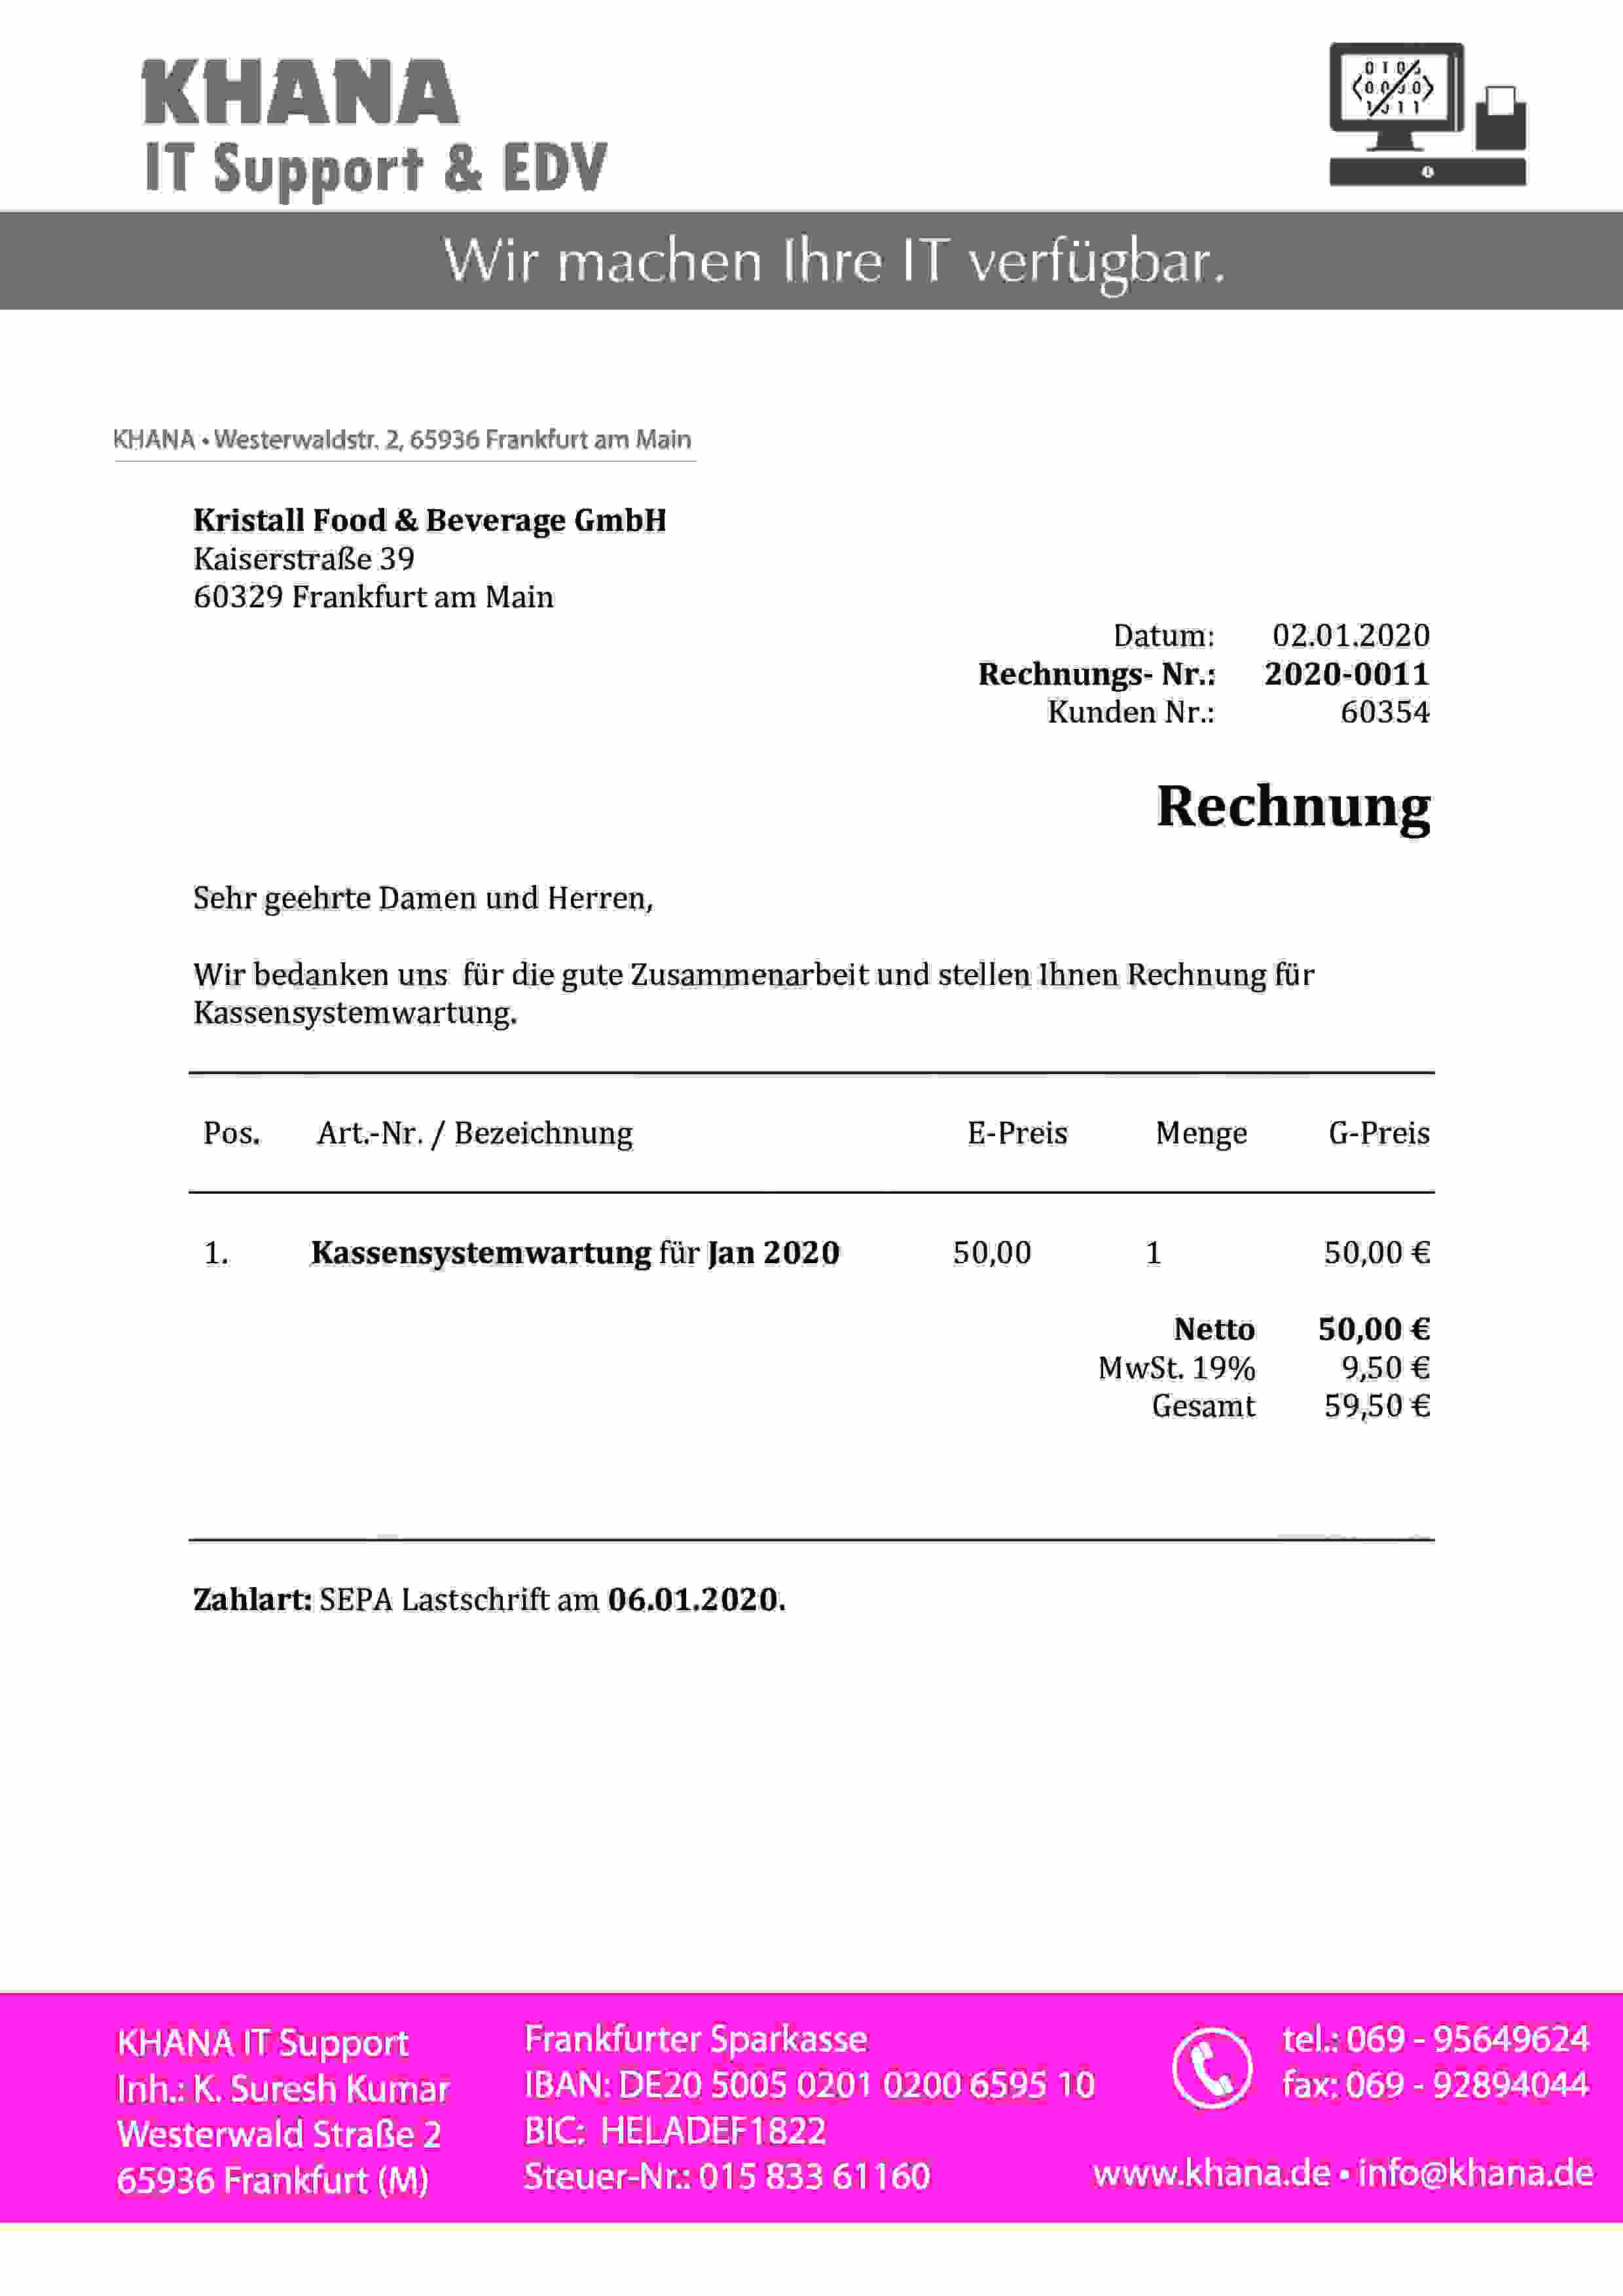 KHANA
IT Support & EDV
Wir machen Ihre IT verfügbar.
KHANA • Westerwaldstr. 2, 65936 Frankfurt am Main
Kristall Food & Beverage GmbH
Kaiserstraße 39
60329 Frankfurt am Main
Datum: 02.01.2020
Rechnungs- Nr.: 2020-0011
Kunden Nr.: 60354
Rechnung
Sehr geehrte Damen und Herren,
Wir bedanken uns für die gute Zusammenarbeit und stellen Ihnen Rechnung für
Kassensystemwartung.
Pos. Art.-Nr. / Bezeichnung E-Preis Menge G-Preis
1. Kassensystemwartung für Jan 2020 50,00 1 50,00 €
Netto 50,00 €
MwSt. 19% 9,50 €
Gesamt 59,50 €
Zahlart: SEPA Lastschrift am 06.01.2020.
KHANA IT Support
Inh.: K. Suresh Kumar
Westerwald Straße 2
65936 Frankfurt (M)
Frankfurter Sparkasse
IBAN: DE20 5005 0201 0200 6595 10
BIC: HELADEF1822
Steuer-Nr.: 015 833 61160
tel.: 069 - 95649624
fax: 069 - 92894044
www.khana.de • info@khana.de